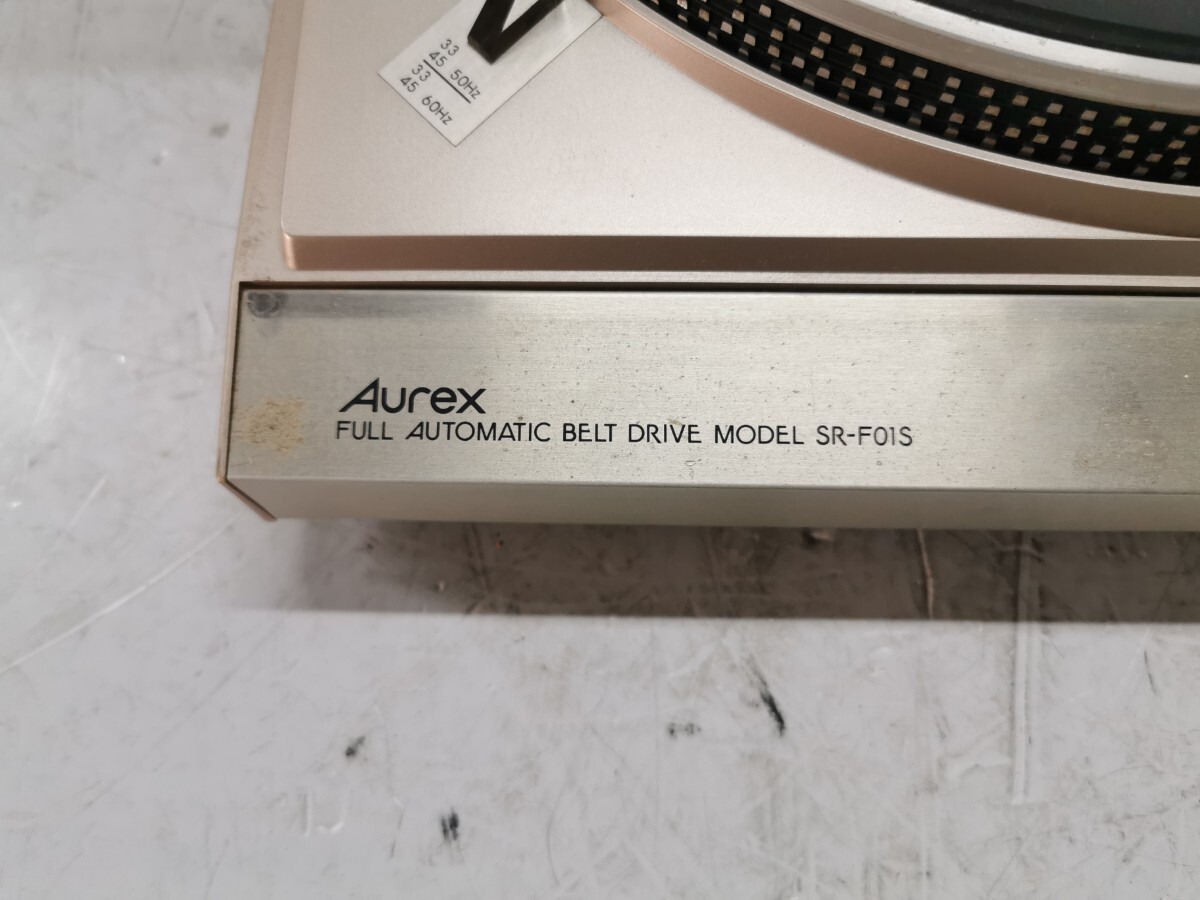 33
45 50Hz
33
45 60Hz
Aurex
FULL AUTOMATIC BELT DRIVE MODEL SR-F01S